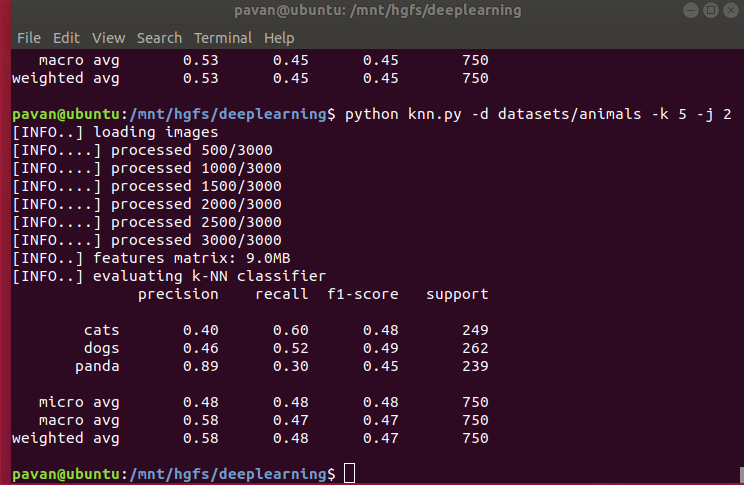 pavan@ubuntu: /mnt/hgfs/deeplearning
File Edit View Search Terminal Help
macro avg 0.53 0.45 0.45 750
weighted avg 0.53 0.45 0.45 750
pavan@ubuntu:/mnt/hgfs/deeplearning$ python knn.py -d datasets/animals -k 5 -j 2
[INFO..] loading images
[INFO....] processed 500/3000
[INFO....] processed 1000/3000
[INFO....] processed 1500/3000
[INFO....] processed 2000/3000
[INFO....] processed 2500/3000
[INFO....] processed 3000/3000
[INFO..] features matrix: 9.0MB
[INFO..] evaluating k-NN classifier
precision recall f1-score support
cats 0.40 0.60 0.48 249
dogs 0.46 0.52 0.49 262
panda 0.89 0.30 0.45 239
micro avg 0.48 0.48 0.48 750
macro avg 0.58 0.47 0.47 750
weighted avg 0.58 0.48 0.47 750
pavan@ubuntu:/mnt/hgfs/deeplearning$